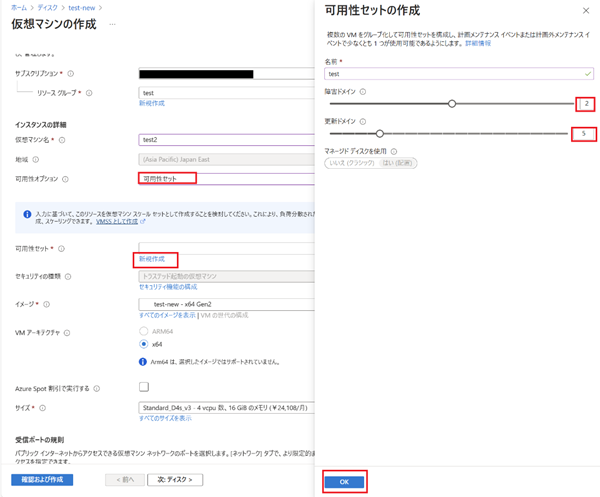 ホーム > ディスク > test-new >
仮想マシンの作成 …
サブスクリプション * ⓘ
リソース グループ * ⓘ
test
新規作成
インスタンスの詳細
仮想マシン名 * ⓘ
test2
地域 ⓘ
(Asia Pacific) Japan East
可用性オプション ⓘ
可用性セット
入力に基づいて、このリソースを仮想マシン スケール セットとして作成することを検討してください。これにより、負荷分散された
成、スケーリングできます。 VMSS として作成
可用性セット * ⓘ
新規作成
セキュリティの種類 ⓘ
トラステッド起動の仮想マシン
セキュリティ機能の構成
イメージ * ⓘ
test-new - x64 Gen2
すべてのイメージを表示 | VM の世代の構成
VM アーキテクチャ ⓘ
ARM64
x64
Arm64 は、選択したイメージではサポートされていません。
Azure Spot 割引で実行する ⓘ
サイズ * ⓘ
Standard_D4s_v3 - 4 vcpu 数、16 GiB のメモリ (￥24,108/月)
すべてのサイズを表示
受信ポートの規則
パブリック インターネットからアクセスできる仮想マシン ネットワークのポートを選択します。[ネットワーク] タブで、より限定的ま
アクセスを指定できます。
確認および作成
< 前へ
次: ディスク >
可用性セットの作成
複数の VM をグループ化して可用性セットを構成し、計画メンテナンス イベントまたは計画外メンテナンス イ
ベントで少なくとも 1 つが使用可能であるようにします。 詳細情報
名前 *
test
障害ドメイン ⓘ
2
更新ドメイン ⓘ
5
マネージド ディスクを使用 ⓘ
いいえ (クラシック) はい (配置)
OK